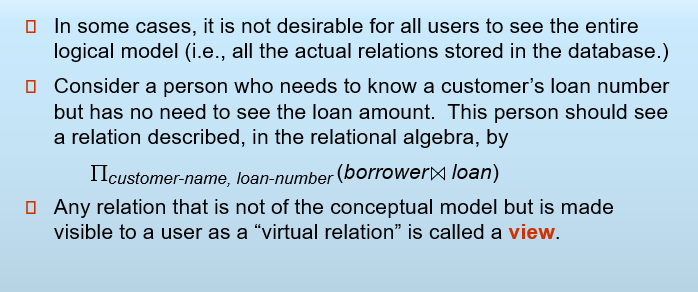 In some cases, it is not desirable for all users to see the entire
logical model (i.e., all the actual relations stored in the database.)
Consider a person who needs to know a customer’s loan number
but has no need to see the loan amount. This person should see
a relation described, in the relational algebra, by
∏customer-name, loan-number (borrower⋈ loan)
Any relation that is not of the conceptual model but is made
visible to a user as a “virtual relation” is called a view.